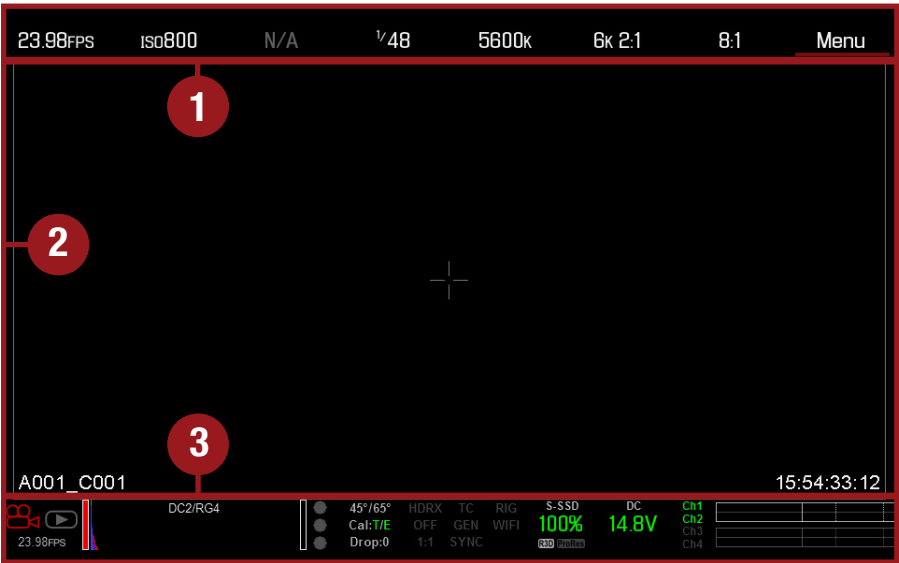 23.98FPS ISO800 N/A 1/48 5600K 6K 2:1 8:1 Menu
1
2
3
A001_C001 15:54:33:12
DC2/RG4 45°/65° HDRX TC RIG S-SSD DC Ch1
Cal:T/E OFF GEN WIFI 100% 14.8V Ch2
23.98FPS Drop:0 1:1 SYNC R3D ProRes Ch3
Ch4